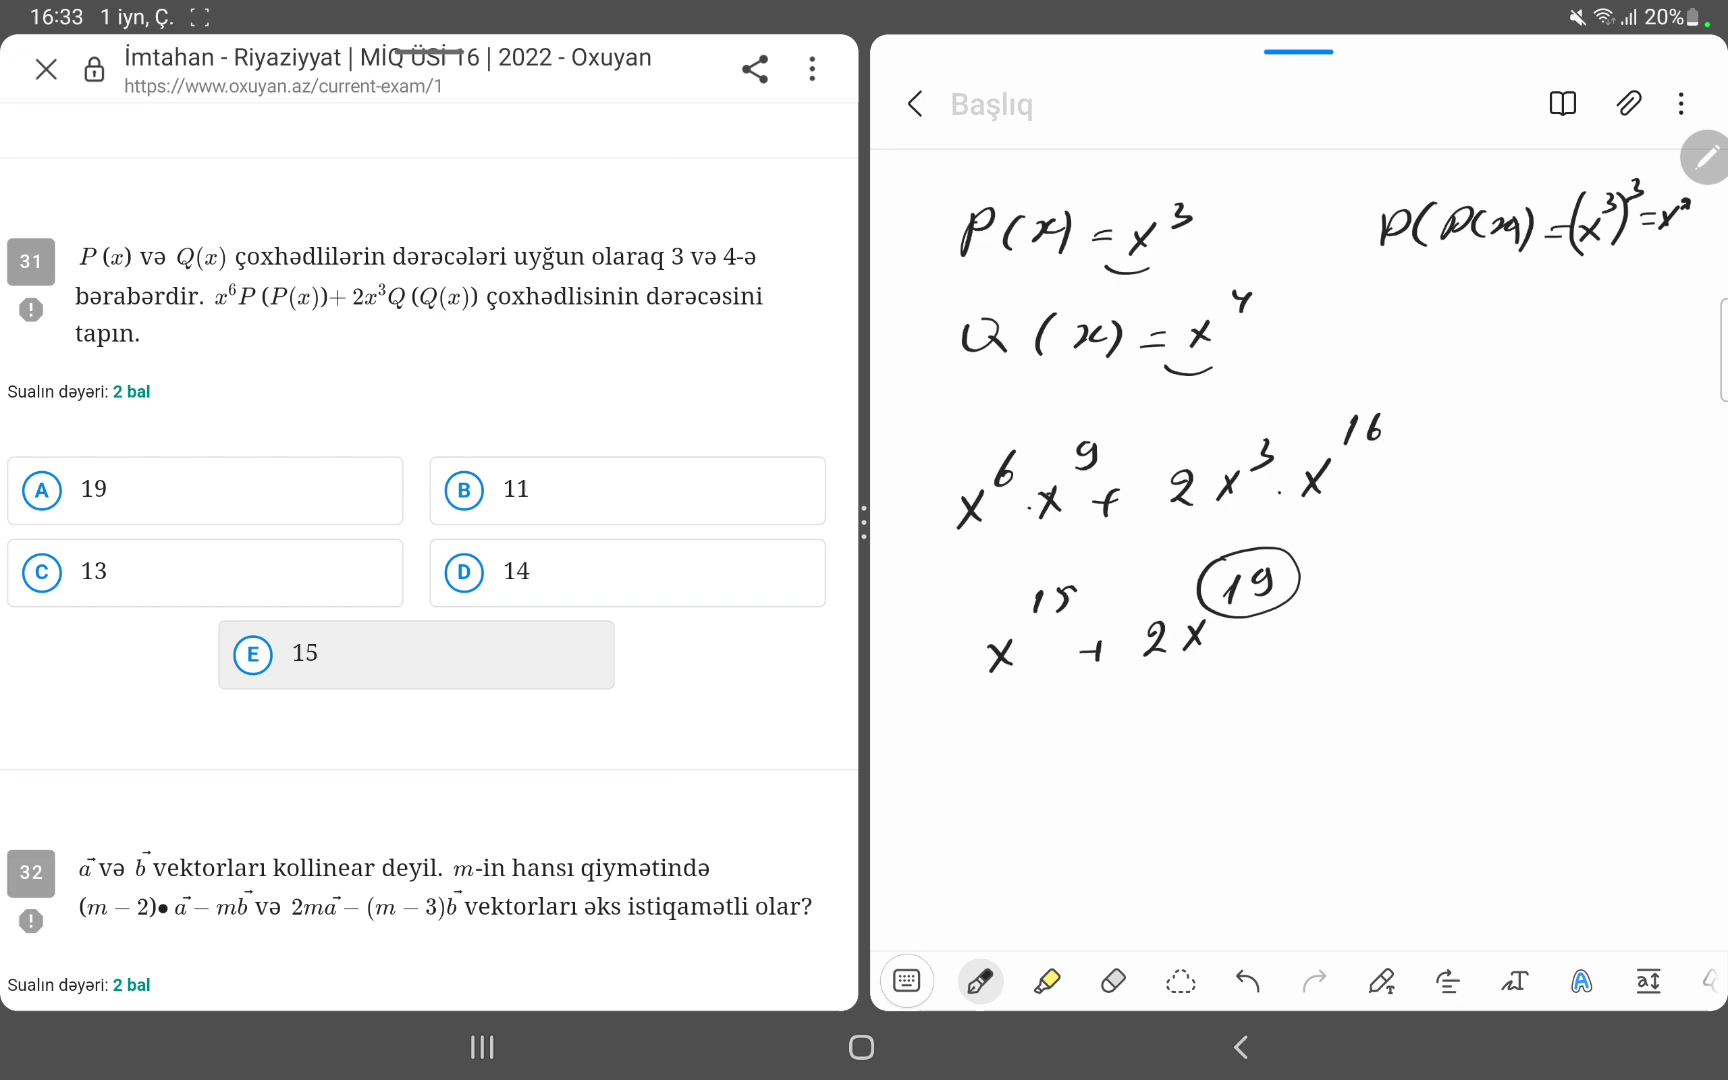 16:33 1 iyn, Ç. 20%
İmtahan - Riyaziyyat | MİQ ÜSİ 16 | 2022 - Oxuyan
https://www.oxuyan.az/current-exam/1
31
P (x) və Q(x) çoxhədlilərin dərəcələri uyğun olaraq 3 və 4-ə
bərabərdir. x⁶P (P(x))+ 2x³Q (Q(x)) çoxhədlisinin dərəcəsini
tapın.
Sualın dəyəri: 2 bal
A 19
B 11
C 13
D 14
E 15
32
a⃗ və b⃗ vektorları kollinear deyil. m-in hansı qiymətində
(m − 2)• a⃗ − mb⃗ və 2ma⃗ − (m − 3)b⃗ vektorları əks istiqamətli olar?
Sualın dəyəri: 2 bal
Başlıq
P(x) = x³
P(P(x)) = (x³)³ = x⁹
Q(x) = x⁴
x⁶ · x⁹ + 2x³ · x¹⁶
x¹⁵ + 2x¹⁹